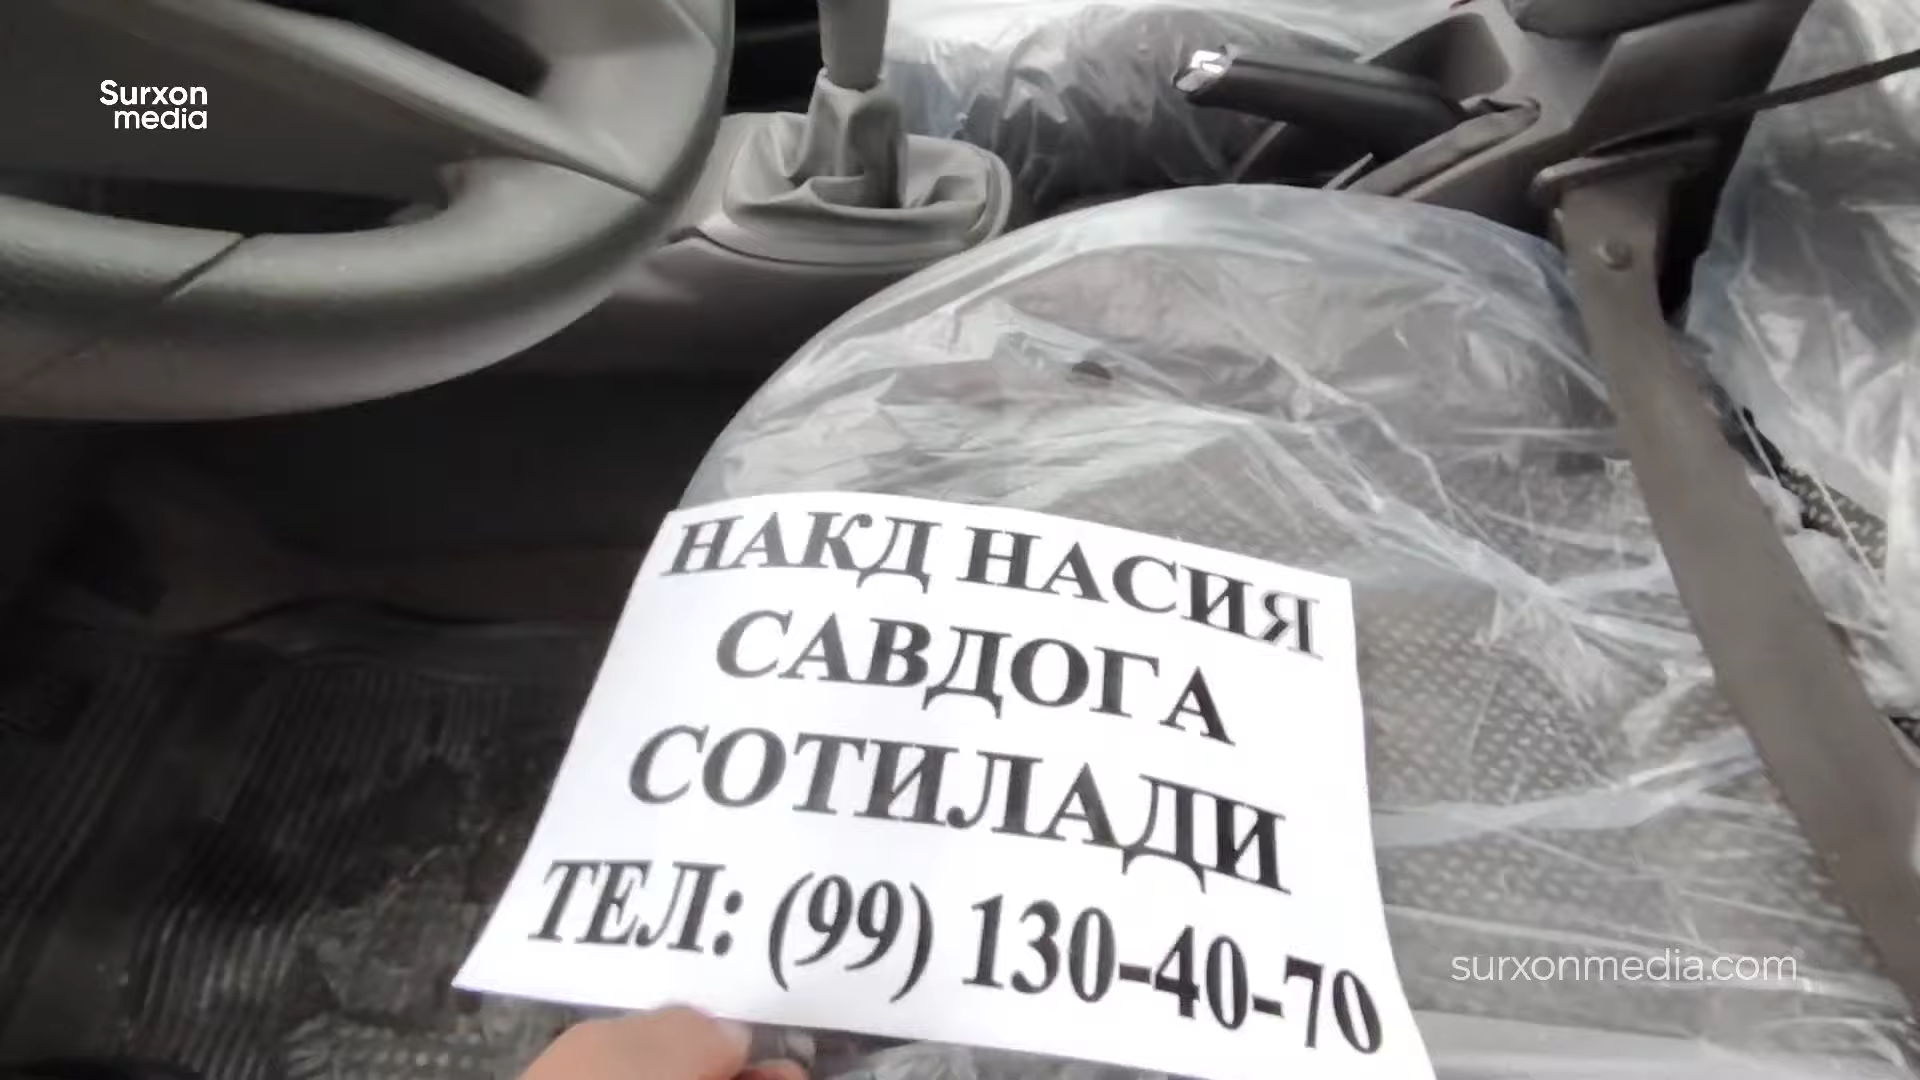 Surxon
media
НАКД НАСИЯ
САВДОГА
СОТИЛАДИ
ТЕЛ: (99) 130-40-70
surxonmedia.com